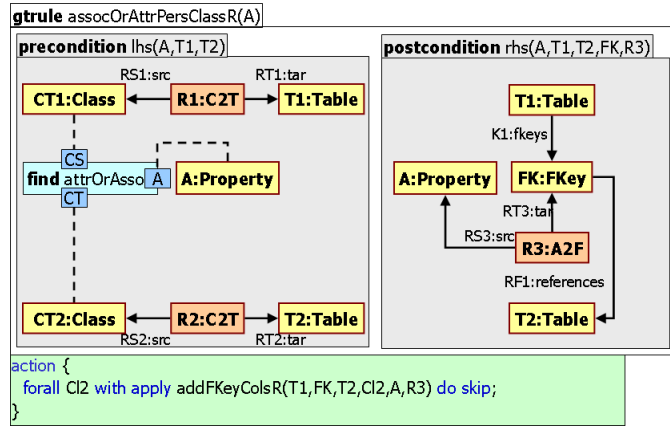 gtrule assocOrAttrPersClassR(A)
precondition lhs(A,T1,T2)
postcondition rhs(A,T1,T2,FK,R3)
RS1:src
RT1:tar
CT1:Class
R1:C2T
T1:Table
T1:Table
K1:fkeys
CS
find attrOrAsso
A
A:Property
CT
A:Property
FK:FKey
RT3:tar
RS3:src
R3:A2F
RF1:references
CT2:Class
R2:C2T
T2:Table
T2:Table
RS2:src
RT2:tar
action {
forall Cl2 with apply addFKeyColsR(T1,FK,T2,Cl2,A,R3) do skip;
}